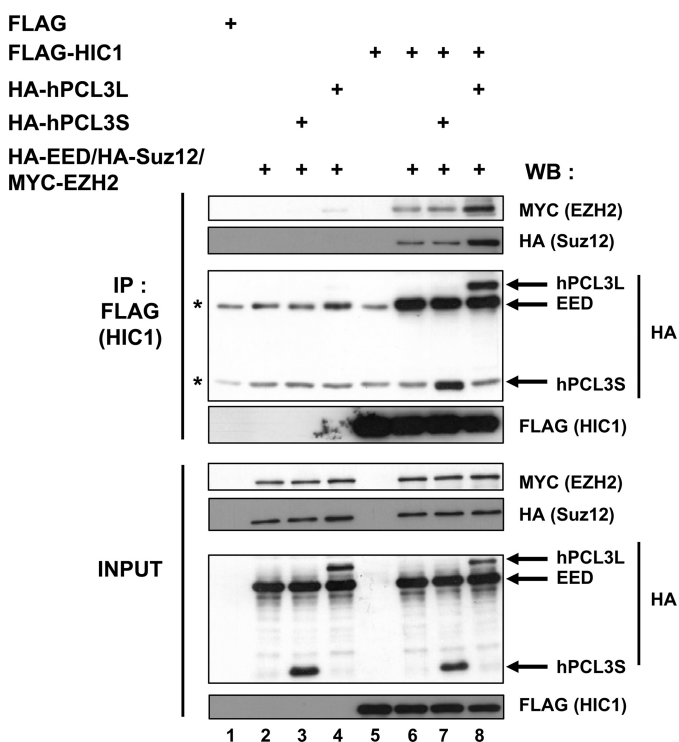 FLAG +
FLAG-HIC1 + + + +
HA-hPCL3L + +
HA-hPCL3S + +
HA-EED/HA-Suz12/
MYC-EZH2 + + + + + + WB :
MYC (EZH2)
HA (Suz12)
IP :
FLAG
(HIC1)
hPCL3L
* EED
HA
* hPCL3S
FLAG (HIC1)
MYC (EZH2)
HA (Suz12)
INPUT
hPCL3L
EED
HA
hPCL3S
FLAG (HIC1)
1 2 3 4 5 6 7 8